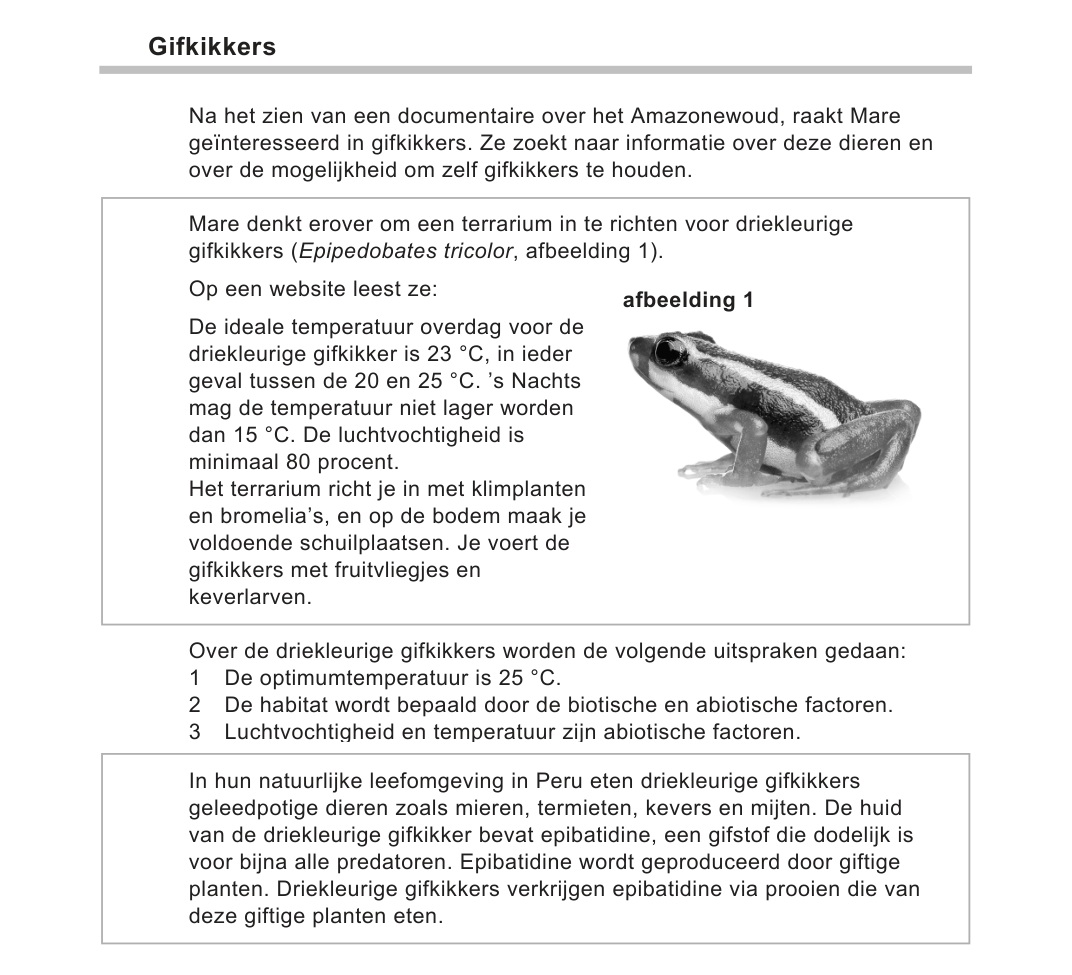 Gifkikkers
Na het zien van een documentaire over het Amazonewoud, raakt Mare
geïnteresseerd in gifkikkers. Ze zoekt naar informatie over deze dieren en
over de mogelijkheid om zelf gifkikkers te houden.
Mare denkt erover om een terrarium in te richten voor driekleurige
gifkikkers (Epipedobates tricolor, afbeelding 1).
Op een website leest ze:
De ideale temperatuur overdag voor de
driekleurige gifkikker is 23 °C, in ieder
geval tussen de 20 en 25 °C. ’s Nachts
mag de temperatuur niet lager worden
dan 15 °C. De luchtvochtigheid is
minimaal 80 procent.
Het terrarium richt je in met klimplanten
en bromelia’s, en op de bodem maak je
voldoende schuilplaatsen. Je voert de
gifkikkers met fruitvliegjes en
keverlarven.
afbeelding 1
Over de driekleurige gifkikkers worden de volgende uitspraken gedaan:
1 De optimumtemperatuur is 25 °C.
2 De habitat wordt bepaald door de biotische en abiotische factoren.
3 Luchtvochtigheid en temperatuur zijn abiotische factoren.
In hun natuurlijke leefomgeving in Peru eten driekleurige gifkikkers
geleedpotige dieren zoals mieren, termieten, kevers en mijten. De huid
van de driekleurige gifkikker bevat epibatidine, een gifstof die dodelijk is
voor bijna alle predatoren. Epibatidine wordt geproduceerd door giftige
planten. Driekleurige gifkikkers verkrijgen epibatidine via prooien die van
deze giftige planten eten.